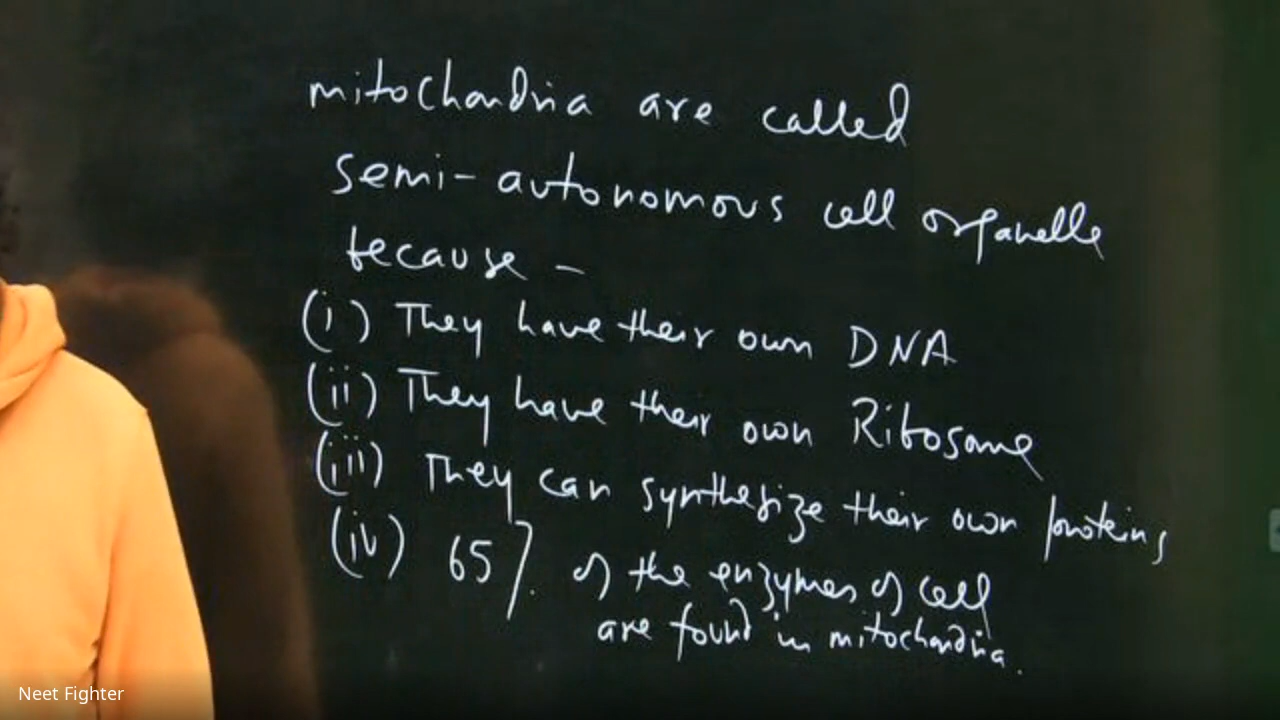 mitochondria are called
semi-autonomous cell organelle
because -
(i) They have their own DNA
(ii) They have their own Ribosome
(iii) They can synthesize their own proteins
(iv) 65% of the enzymes of cell
are found in mitochondria.
Neet Fighter